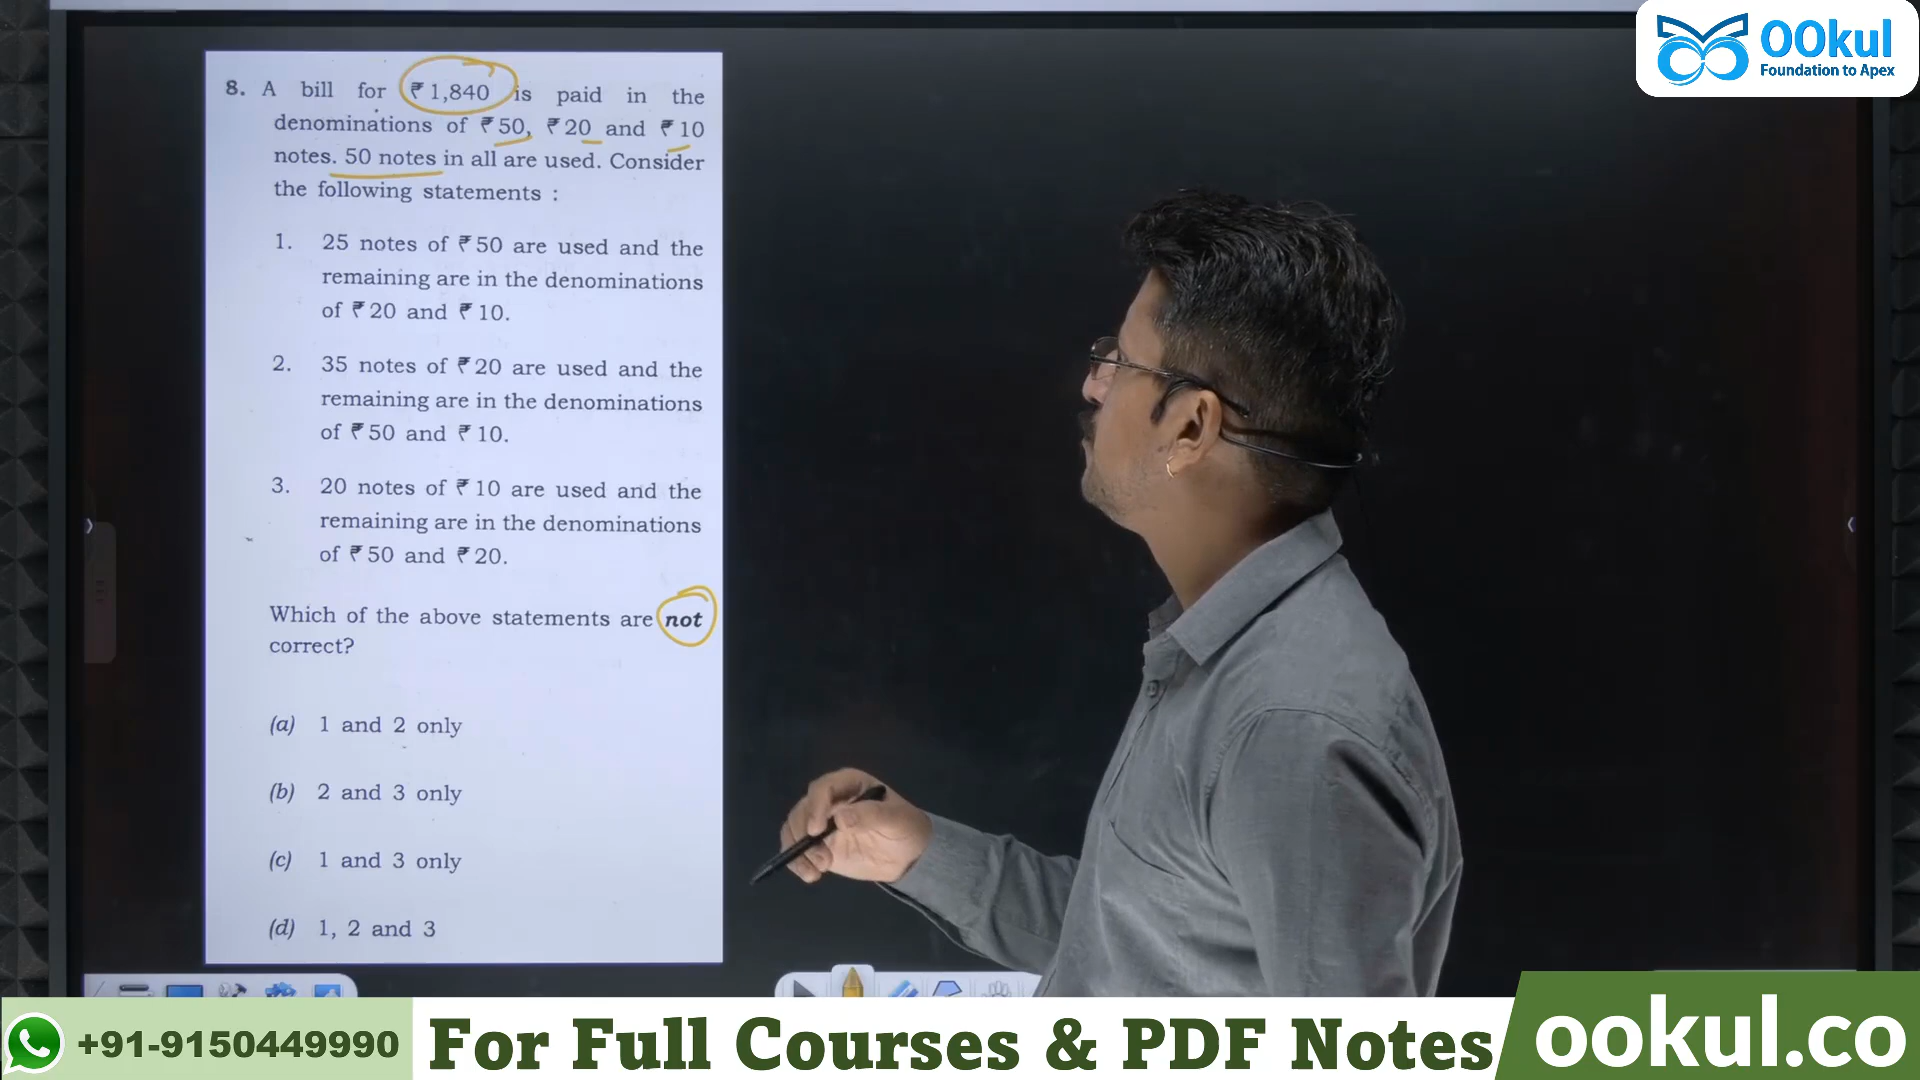 OOkul
Foundation to Apex
8. A bill for ₹1,840 is paid in the
denominations of ₹50, ₹20 and ₹10
notes. 50 notes in all are used. Consider
the following statements :
1. 25 notes of ₹50 are used and the
remaining are in the denominations
of ₹20 and ₹10.
2. 35 notes of ₹20 are used and the
remaining are in the denominations
of ₹50 and ₹10.
3. 20 notes of ₹10 are used and the
remaining are in the denominations
of ₹50 and ₹20.
Which of the above statements are not
correct?
(a) 1 and 2 only
(b) 2 and 3 only
(c) 1 and 3 only
(d) 1, 2 and 3
+91-9150449990
For Full Courses & PDF Notes
ookul.co